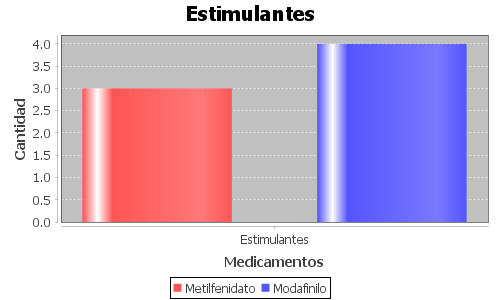 Estimulantes
Cantidad
4.0
3.5
3.0
2.5
2.0
1.5
1.0
0.5
0.0
Estimulantes
Medicamentos
Metilfenidato Modafinilo